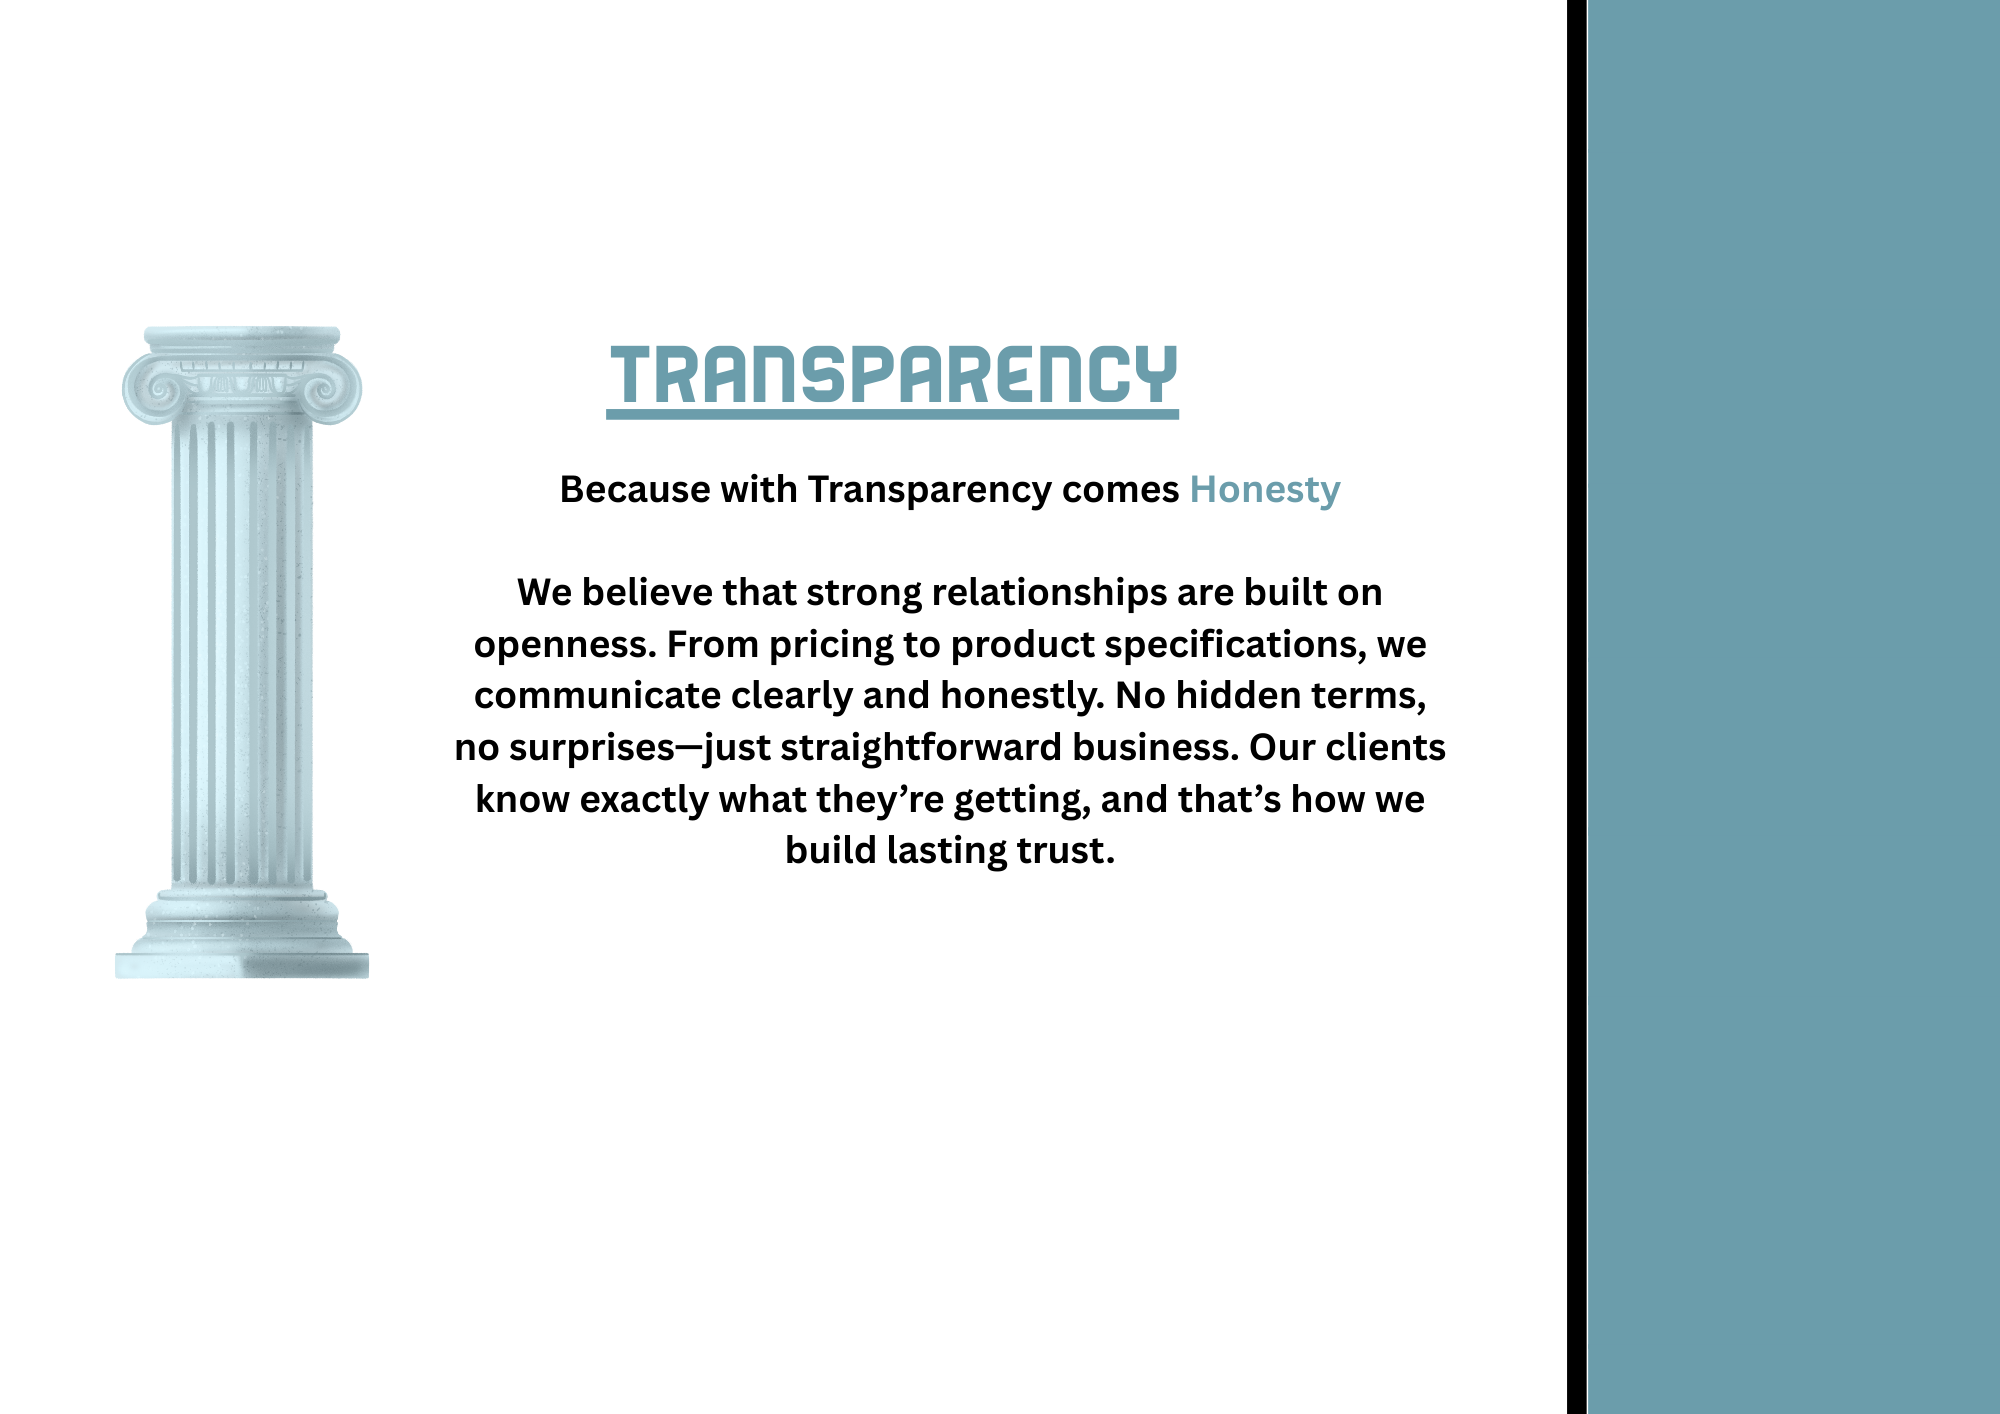 TRANSPARENCY
Because with Transparency comes Honesty
We believe that strong relationships are built on
openness. From pricing to product specifications, we
communicate clearly and honestly. No hidden terms,
no surprises—just straightforward business. Our clients
know exactly what they’re getting, and that’s how we
build lasting trust.